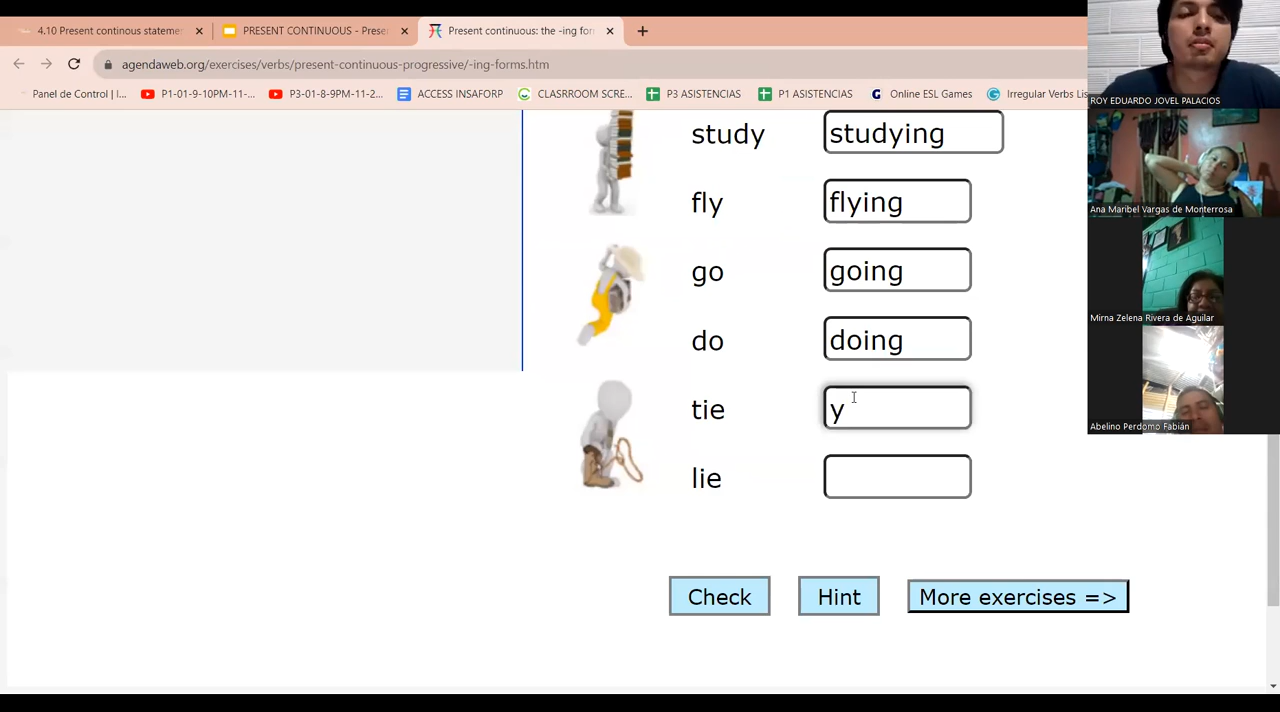 4.10 Present continous stateme
PRESENT CONTINUOUS - Pres
Present continuous: the -ing for
agendaweb.org/exercises/verbs/present-continuous-progressive/-ing-forms.htm
Panel de Control | I...
P1-01-9-10PM-11-...
P3-01-8-9PM-11-2...
ACCESS INSAFORP
CLASSROOM SCRE...
P3 ASISTENCIAS
P1 ASISTENCIAS
Online ESL Games
Irregular Verbs Lis
ROY EDUARDO JOVEL PALACIOS
study studying
fly flying
Ana Maribel Vargas de Monterrosa
go going
Mirna Zelena Rivera de Aguilar
do doing
tie y
Abelino Perdomo Fabián
lie
Check Hint More exercises =>